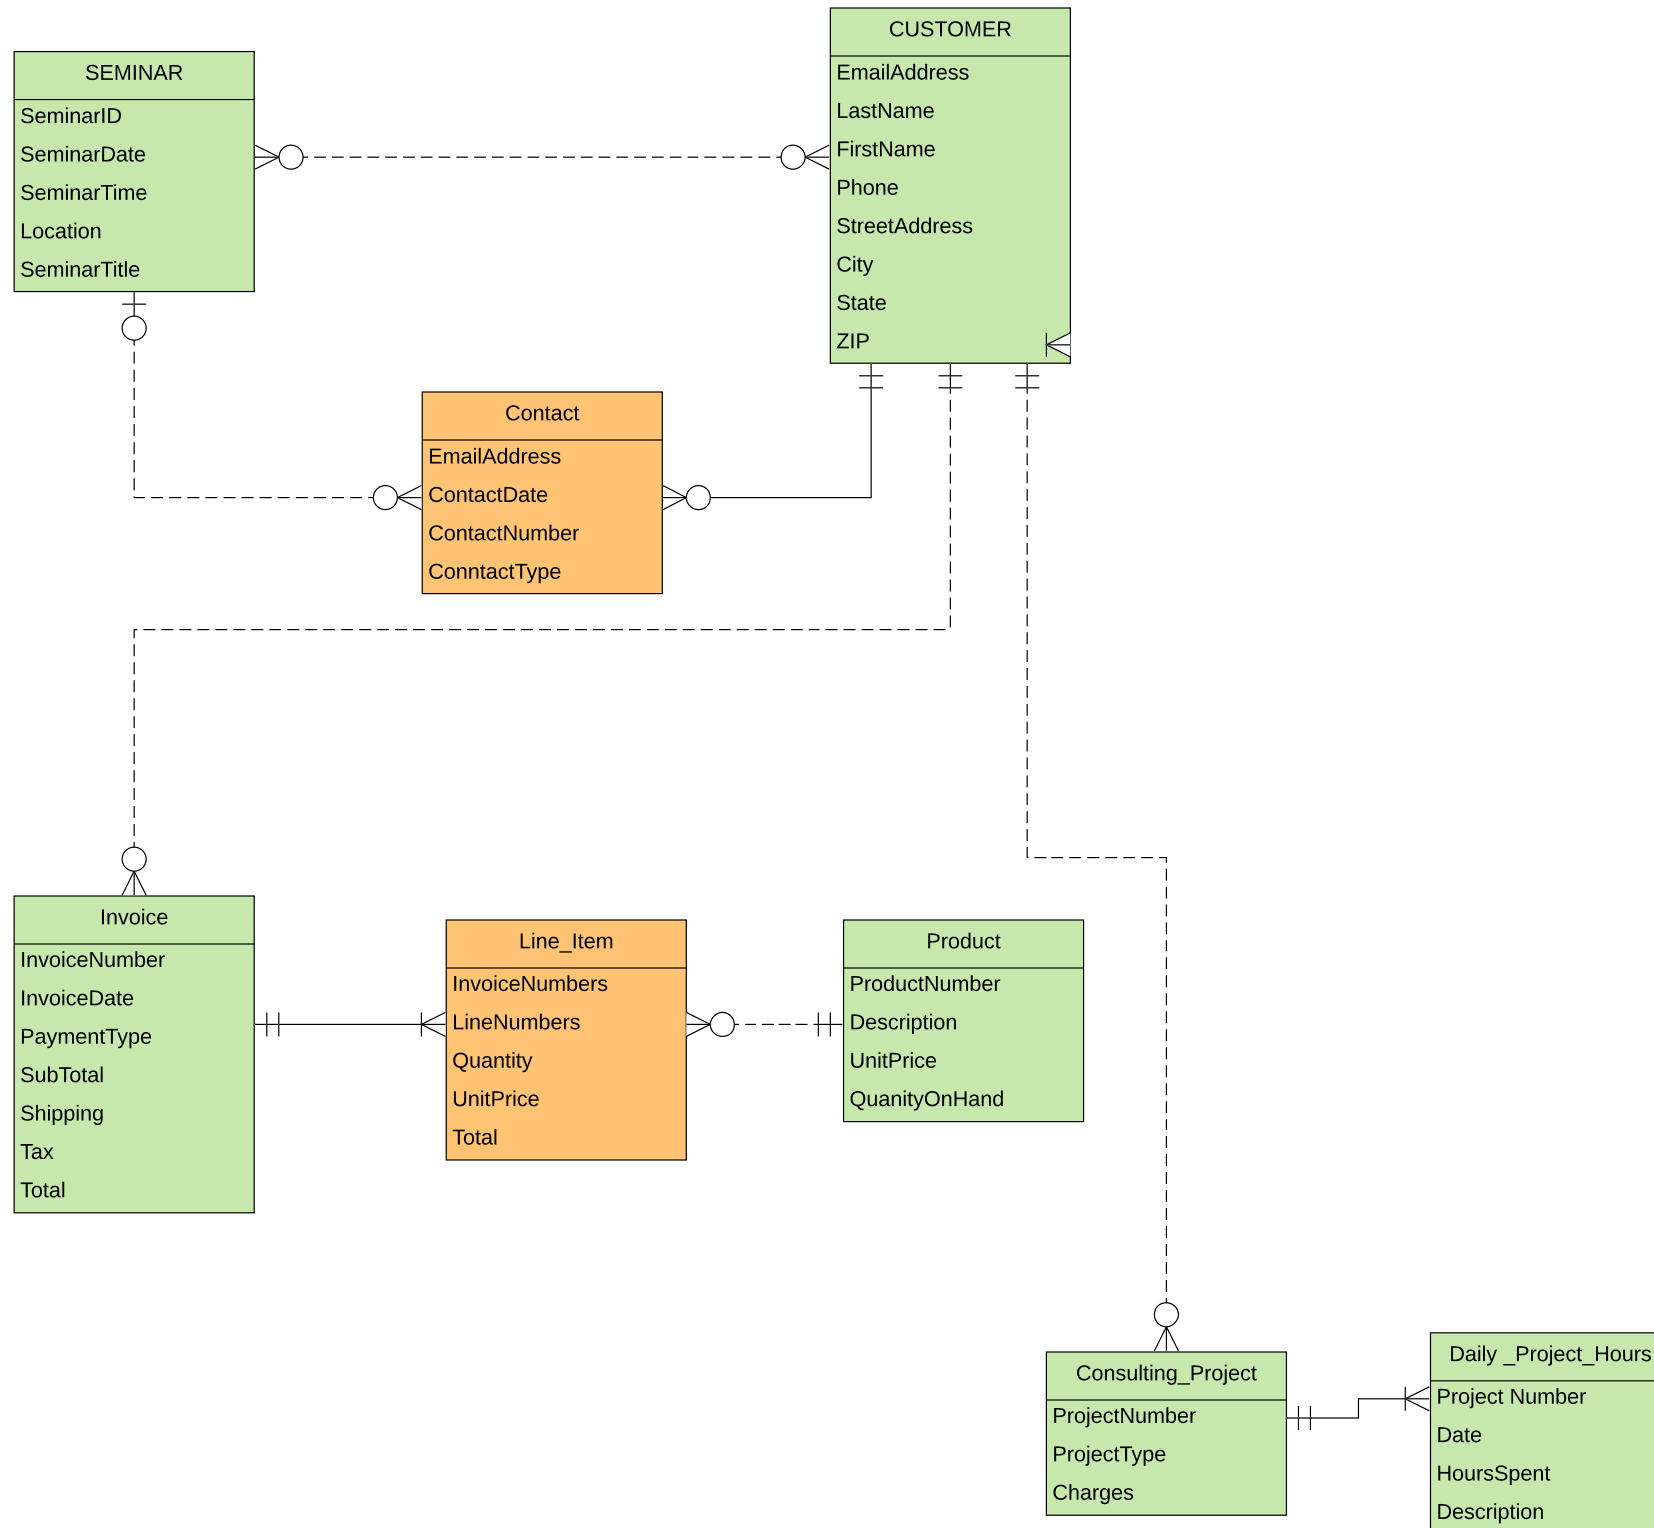 SEMINAR
SeminarID
SeminarDate
SeminarTime
Location
SeminarTitle
CUSTOMER
EmailAddress
LastName
FirstName
Phone
StreetAddress
City
State
ZIP
Contact
EmailAddress
ContactDate
ContactNumber
ConntactType
Invoice
InvoiceNumber
InvoiceDate
PaymentType
SubTotal
Shipping
Tax
Total
Line_Item
InvoiceNumbers
LineNumbers
Quantity
UnitPrice
Total
Product
ProductNumber
Description
UnitPrice
QuanityOnHand
Consulting_Project
ProjectNumber
ProjectType
Charges
Daily _Project_Hours
Project Number
Date
HoursSpent
Description